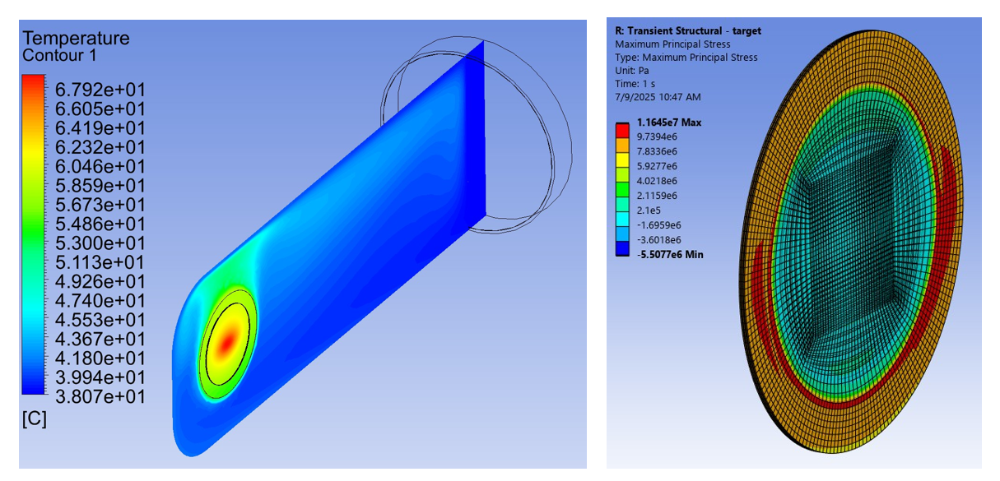 Temperature
Contour 1
6.792e+01
6.605e+01
6.419e+01
6.232e+01
6.046e+01
5.859e+01
5.673e+01
5.486e+01
5.300e+01
5.113e+01
4.926e+01
4.740e+01
4.553e+01
4.367e+01
4.180e+01
3.994e+01
3.807e+01
[C]
R: Transient Structural - target
Maximum Principal Stress
Type: Maximum Principal Stress
Unit: Pa
Time: 1 s
7/9/2025 10:47 AM
1.1645e7 Max
9.7394e6
7.8336e6
5.9277e6
4.0218e6
2.1159e6
2.1e5
-1.6959e6
-3.6018e6
-5.5077e6 Min